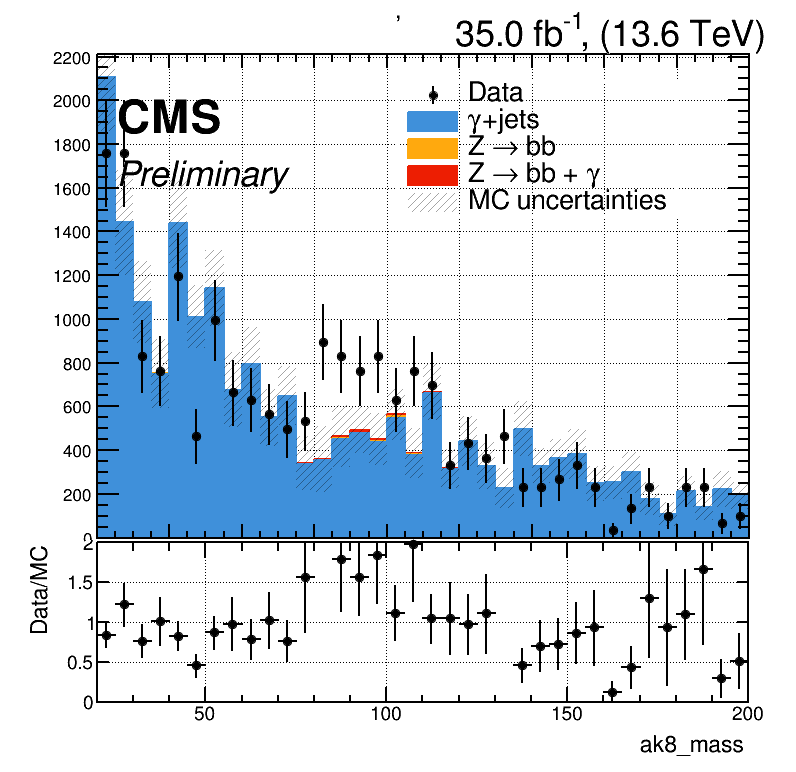 ,
35.0 fb-1, (13.6 TeV)
2200
2000
1800
1600
1400
1200
1000
800
600
400
200
0
CMS
Preliminary
Data
γ+jets
Z → bb
Z → bb + γ
MC uncertainties
Data/MC
2
1.5
1
0.5
0
50
100
150
200
ak8_mass